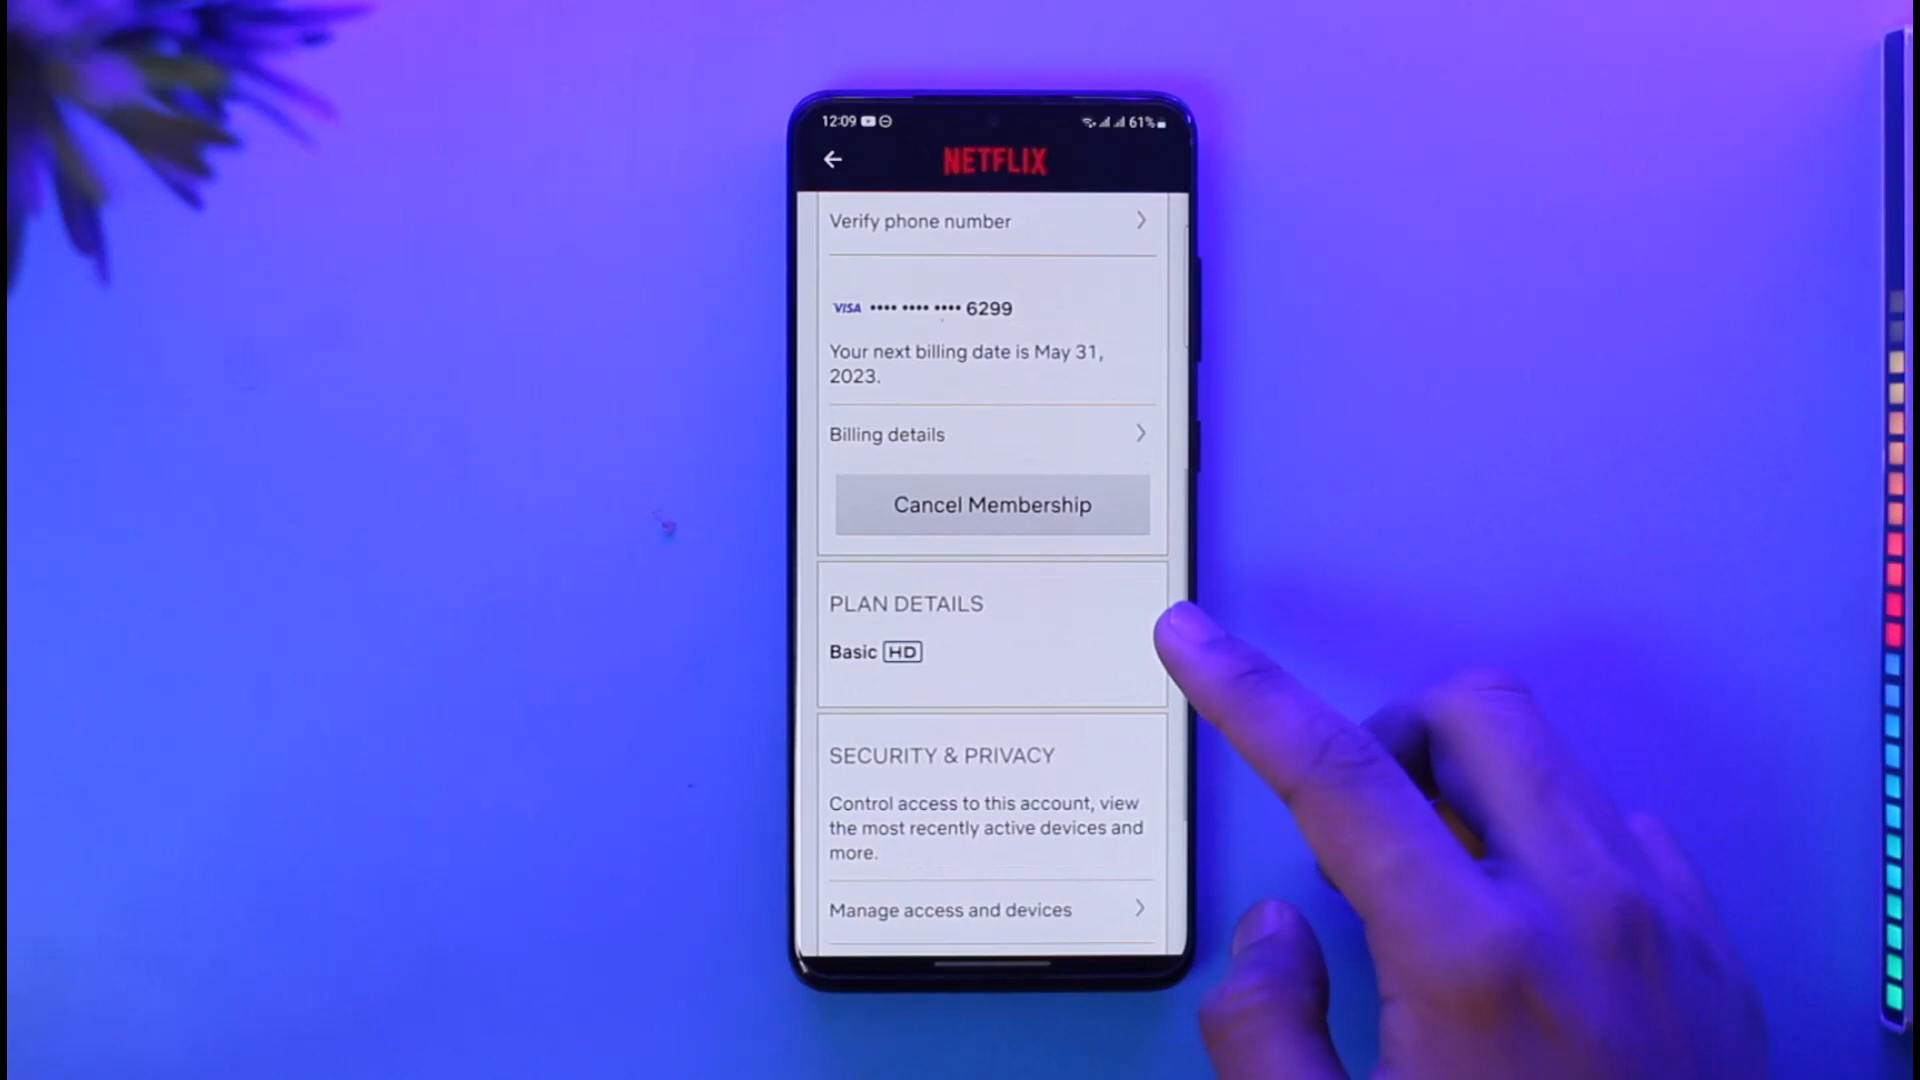 12:09 61%
NETFLIX
Verify phone number
VISA •••• •••• •••• 6299
Your next billing date is May 31,
2023.
Billing details
Cancel Membership
PLAN DETAILS
Basic HD
SECURITY & PRIVACY
Control access to this account, view
the most recently active devices and
more.
Manage access and devices